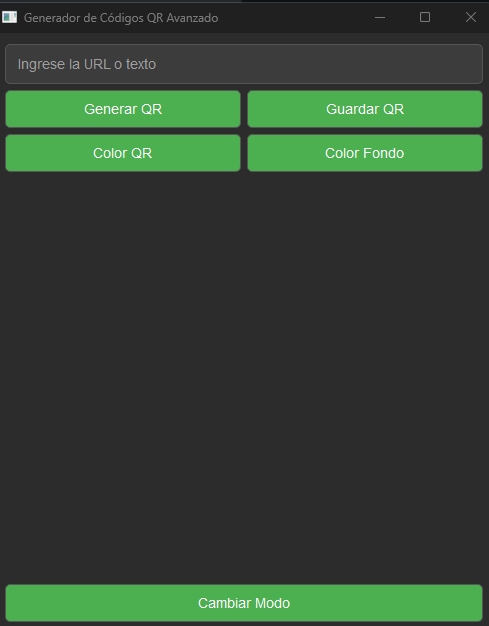 Generador de Códigos QR Avanzado
Ingrese la URL o texto
Generar QR
Guardar QR
Color QR
Color Fondo
Cambiar Modo